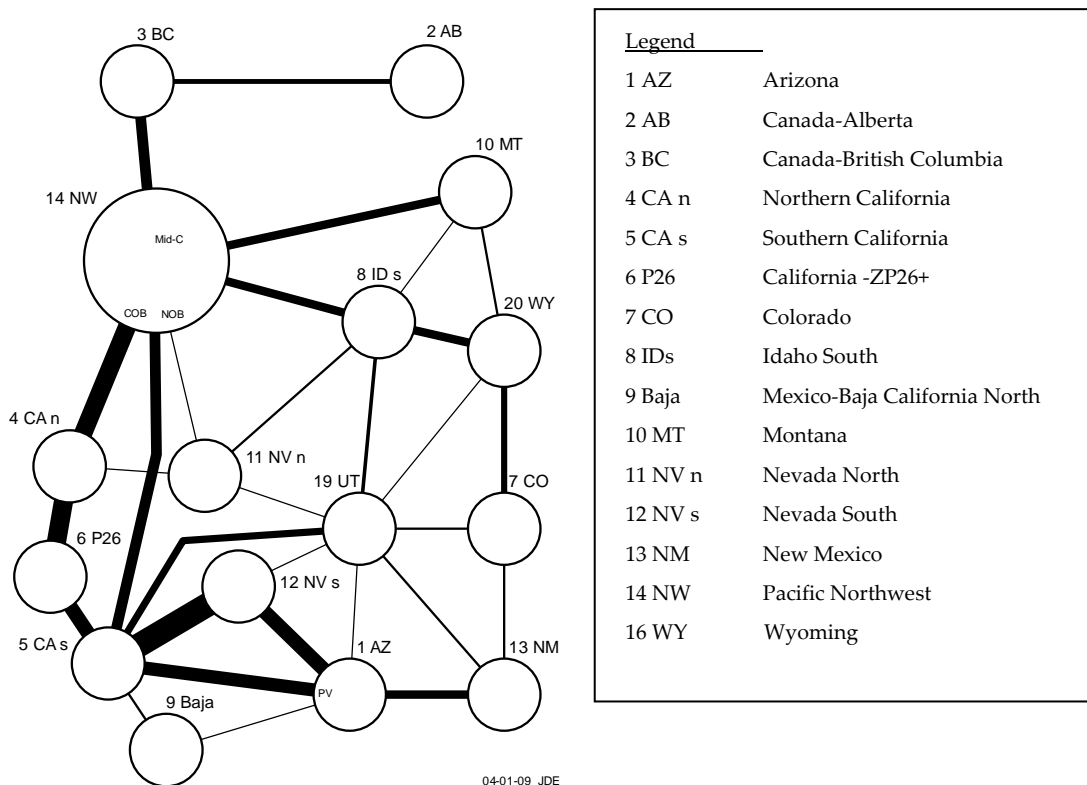 3 BC
2 AB
10 MT
14 NW
Mid-C
8 ID s
20 WY
COB NOB
4 CA n
11 NV n
19 UT
7 CO
6 P26
12 NV s
5 CA s
1 AZ
13 NM
PV
9 Baja
04-01-09 JDE
Legend
1 AZ Arizona
2 AB Canada-Alberta
3 BC Canada-British Columbia
4 CA n Northern California
5 CA s Southern California
6 P26 California -ZP26+
7 CO Colorado
8 IDs Idaho South
9 Baja Mexico-Baja California North
10 MT Montana
11 NV n Nevada North
12 NV s Nevada South
13 NM New Mexico
14 NW Pacific Northwest
16 WY Wyoming